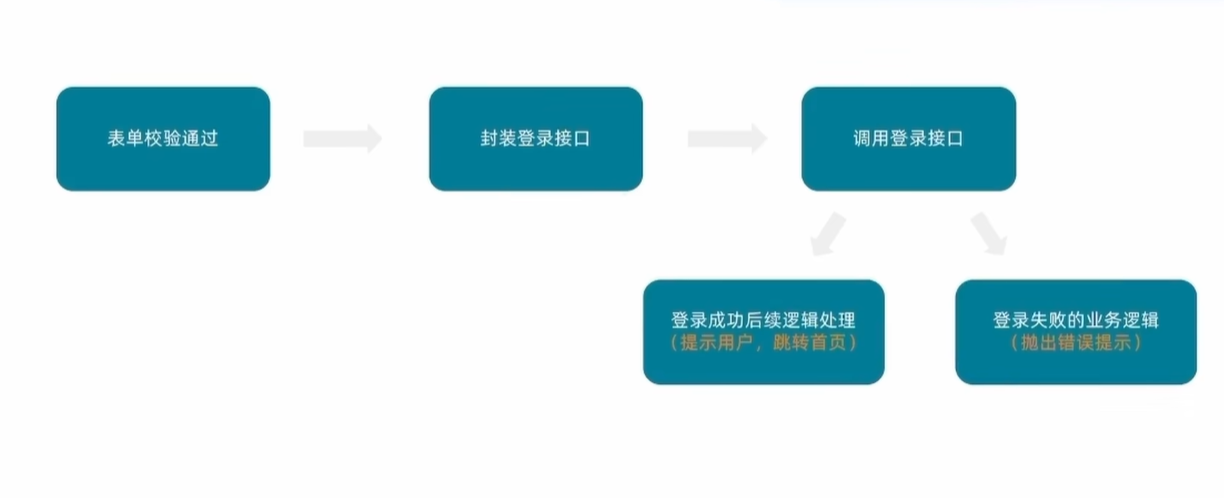 表单校验通过
封装登录接口
调用登录接口
登录成功后续逻辑处理
（提示用户，跳转首页）
登录失败的业务逻辑
（抛出错误提示）